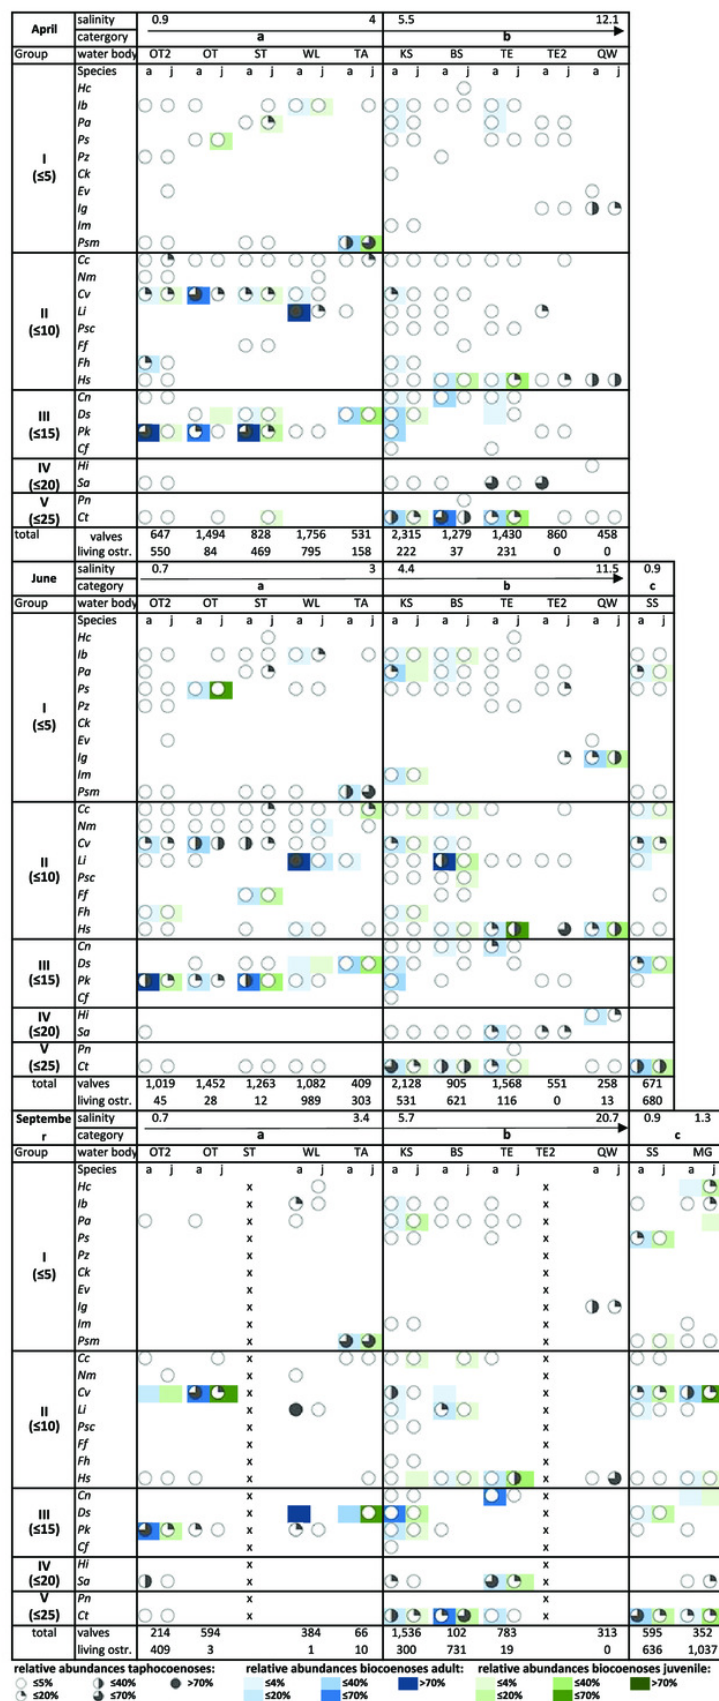 April salinity 0.9 4 5.5 12.1
catergory a b
Group water body OT2 OT ST WL TA KS BS TE TE2 QW
Species a j a j a j a j a j a j a j a j a j a j
Hc
Ib
Pa
Ps
I Pz
(≤5) Ck
Ev
Ig
Im
Psm
Cc
Nm
Cv
II Li
(≤10) Psc
Ff
Fh
Hs
Cn
III Ds
(≤15) Pk
Cf
IV Hi
(≤20) Sa
V Pn
(≤25) Ct
total valves 647 1,494 828 1,756 531 2,315 1,279 1,430 860 458
living ostr. 550 84 469 795 158 222 37 231 0 0
June salinity 0.7 3 4.4 11.5 0.9
category a b c
Group water body OT2 OT ST WL TA KS BS TE TE2 QW SS
Species a j a j a j a j a j a j a j a j a j a j a j
Hc
Ib
Pa
Ps
I Pz
(≤5) Ck
Ev
Ig
Im
Psm
Cc
Nm
Cv
II Li
(≤10) Psc
Ff
Fh
Hs
Cn
III Ds
(≤15) Pk
Cf
IV Hi
(≤20) Sa
V Pn
(≤25) Ct
total valves 1,019 1,452 1,263 1,082 409 2,128 905 1,568 551 258 671
living ostr. 45 28 12 989 303 531 621 116 0 13 680
Septembe salinity 0.7 3.4 5.7 20.7 0.9 1.3
r category a b c
Group water body OT2 OT ST WL TA KS BS TE TE2 QW SS MG
Species a j a j a j a j a j a j a j a j a j a j
Hc x x
Ib x x
Pa x x
Ps x x
I Pz x x
(≤5) Ck x x
Ev x x
Ig x x
Im x x
Psm x x
Cc x x
Nm x x
Cv x x
II Li x x
(≤10) Psc x x
Ff x x
Fh x x
Hs x x
Cn x x
III Ds x x
(≤15) Pk x x
Cf x x
IV Hi x x
(≤20) Sa x x
V Pn x x
(≤25) Ct x x
total valves 214 594 384 66 1,536 102 783 313 595 352
living ostr. 409 3 1 10 300 731 19 0 636 1,037
relative abundances taphocoenoses: relative abundances biocoenoses adult: relative abundances biocoenoses juvenile:
≤5% ≤40% >70% ≤4% ≤40% >70% ≤4% ≤40% >70%
≤20% ≤70% ≤20% ≤70% ≤20% ≤70%